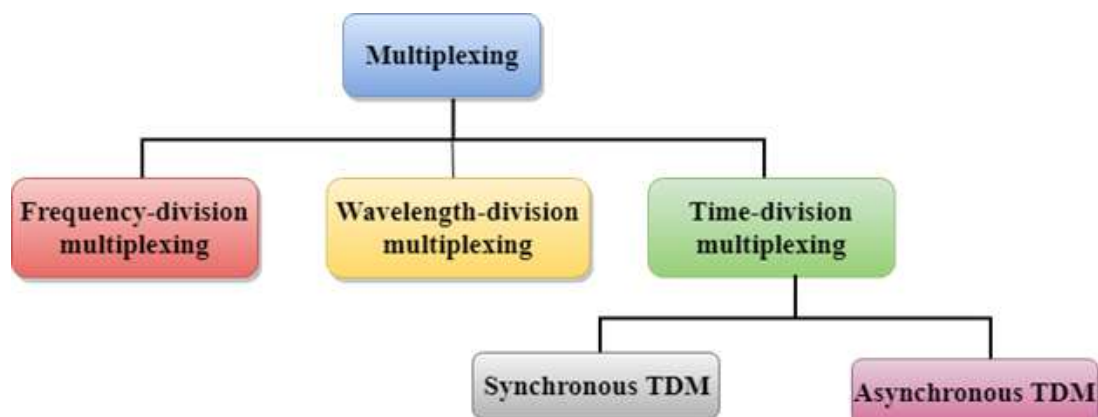 Multiplexing
Frequency-division
multiplexing
Wavelength-division
multiplexing
Time-division
multiplexing
Synchronous TDM
Asynchronous TDM